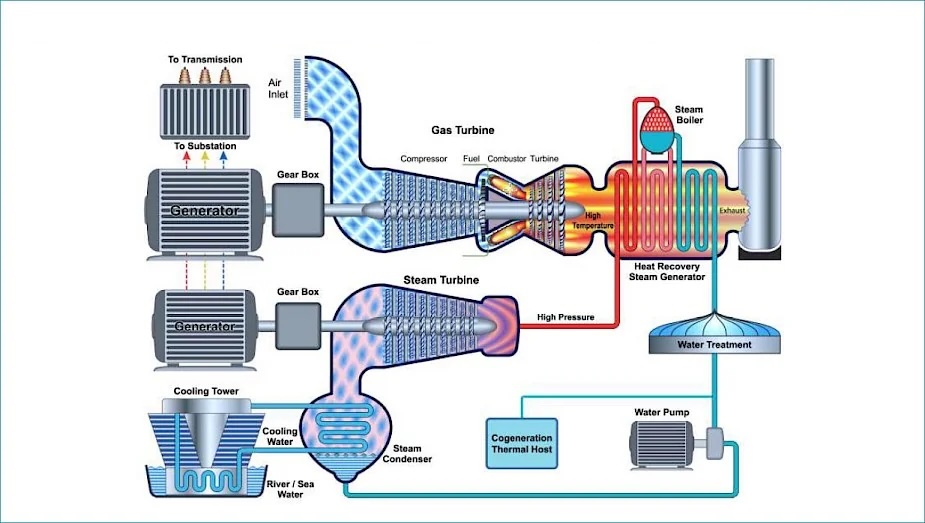 To Transmission
Air
Inlet
Gas Turbine
Steam
Boiler
To Substation
Compressor
Fuel
Combustor
Turbine
Gear Box
Generator
High
Temperature
Exhaust
Heat Recovery
Steam Generator
Steam Turbine
Gear Box
Generator
High Pressure
Water Treatment
Cooling Tower
Cooling
Water
Steam
Condenser
River / Sea
Water
Cogeneration
Thermal Host
Water Pump